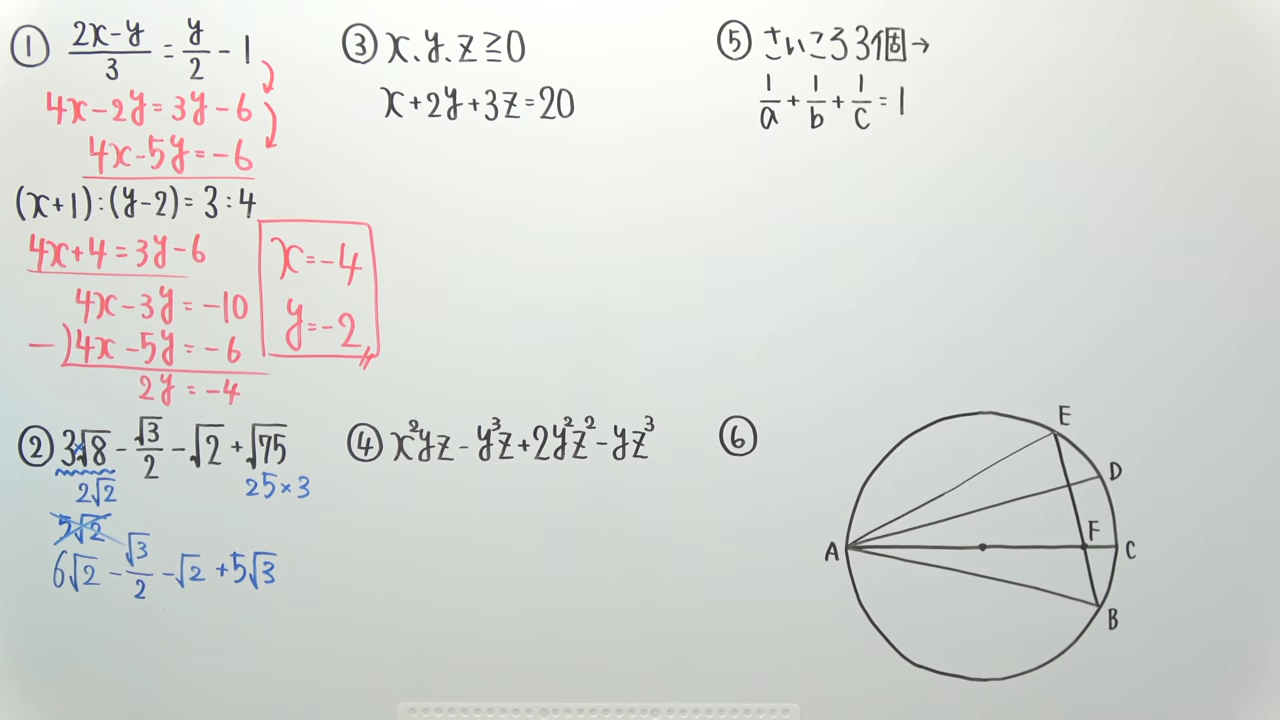 ① (2x-y)/3 = y/2 - 1
4x-2y=3y-6
4x-5y=-6
(x+1):(y-2)=3:4
4x+4=3y-6
4x-3y=-10
-)4x-5y=-6
2y=-4
x=-4
y=-2
② 3√8 - √3/2 - √2 + √75
2√2
25×3
5√2
6√2 - √3/2 - √2 + 5√3
③ x.y.z≧0
x+2y+3z=20
④ x²yz - y³z + 2y²z² - yz³
⑤ さいころ3個→
1/a + 1/b + 1/c = 1
⑥
E
D
F
A
C
B